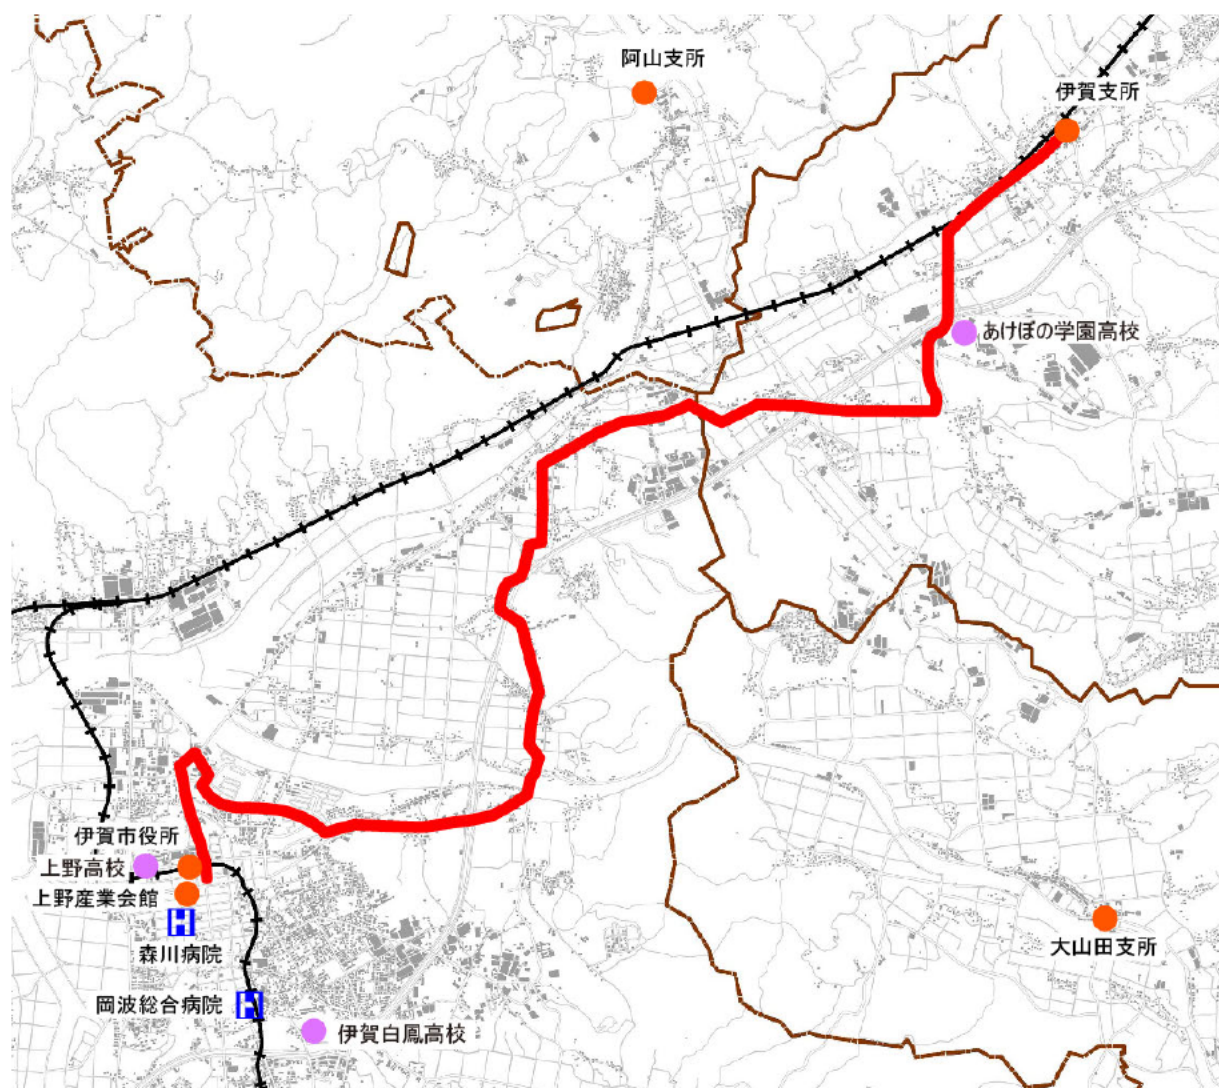 阿山支所
伊賀支所
あけぼの学園高校
伊賀市役所
上野高校
上野産業会館
H
森川病院
大山田支所
岡波総合病院
H
伊賀白鳳高校